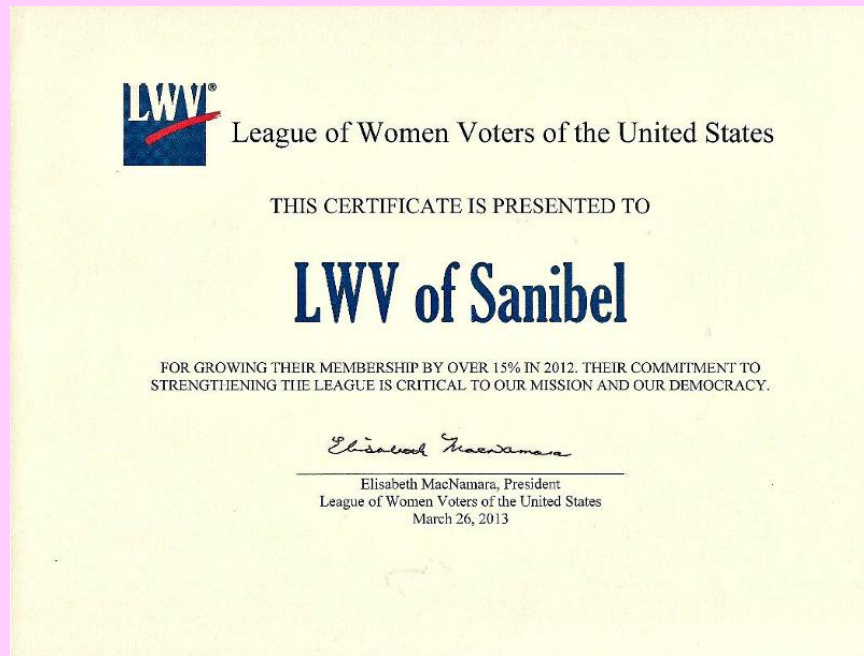 LWV®
League of Women Voters of the United States
THIS CERTIFICATE IS PRESENTED TO
LWV of Sanibel
FOR GROWING THEIR MEMBERSHIP BY OVER 15% IN 2012. THEIR COMMITMENT TO
STRENGTHENING THE LEAGUE IS CRITICAL TO OUR MISSION AND OUR DEMOCRACY.
Elisabeth MacNamara
Elisabeth MacNamara, President
League of Women Voters of the United States
March 26, 2013